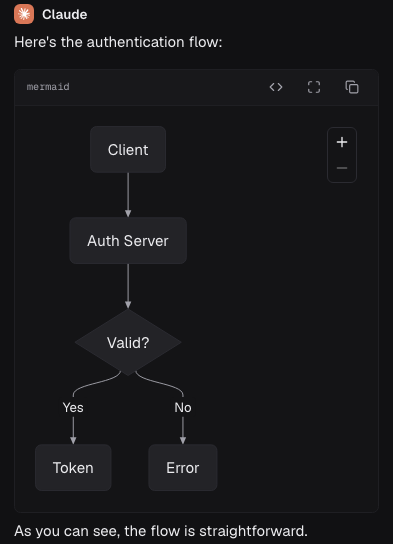 Claude
Here's the authentication flow:
mermaid
Client
Auth Server
Valid?
Yes No
Token Error
As you can see, the flow is straightforward.